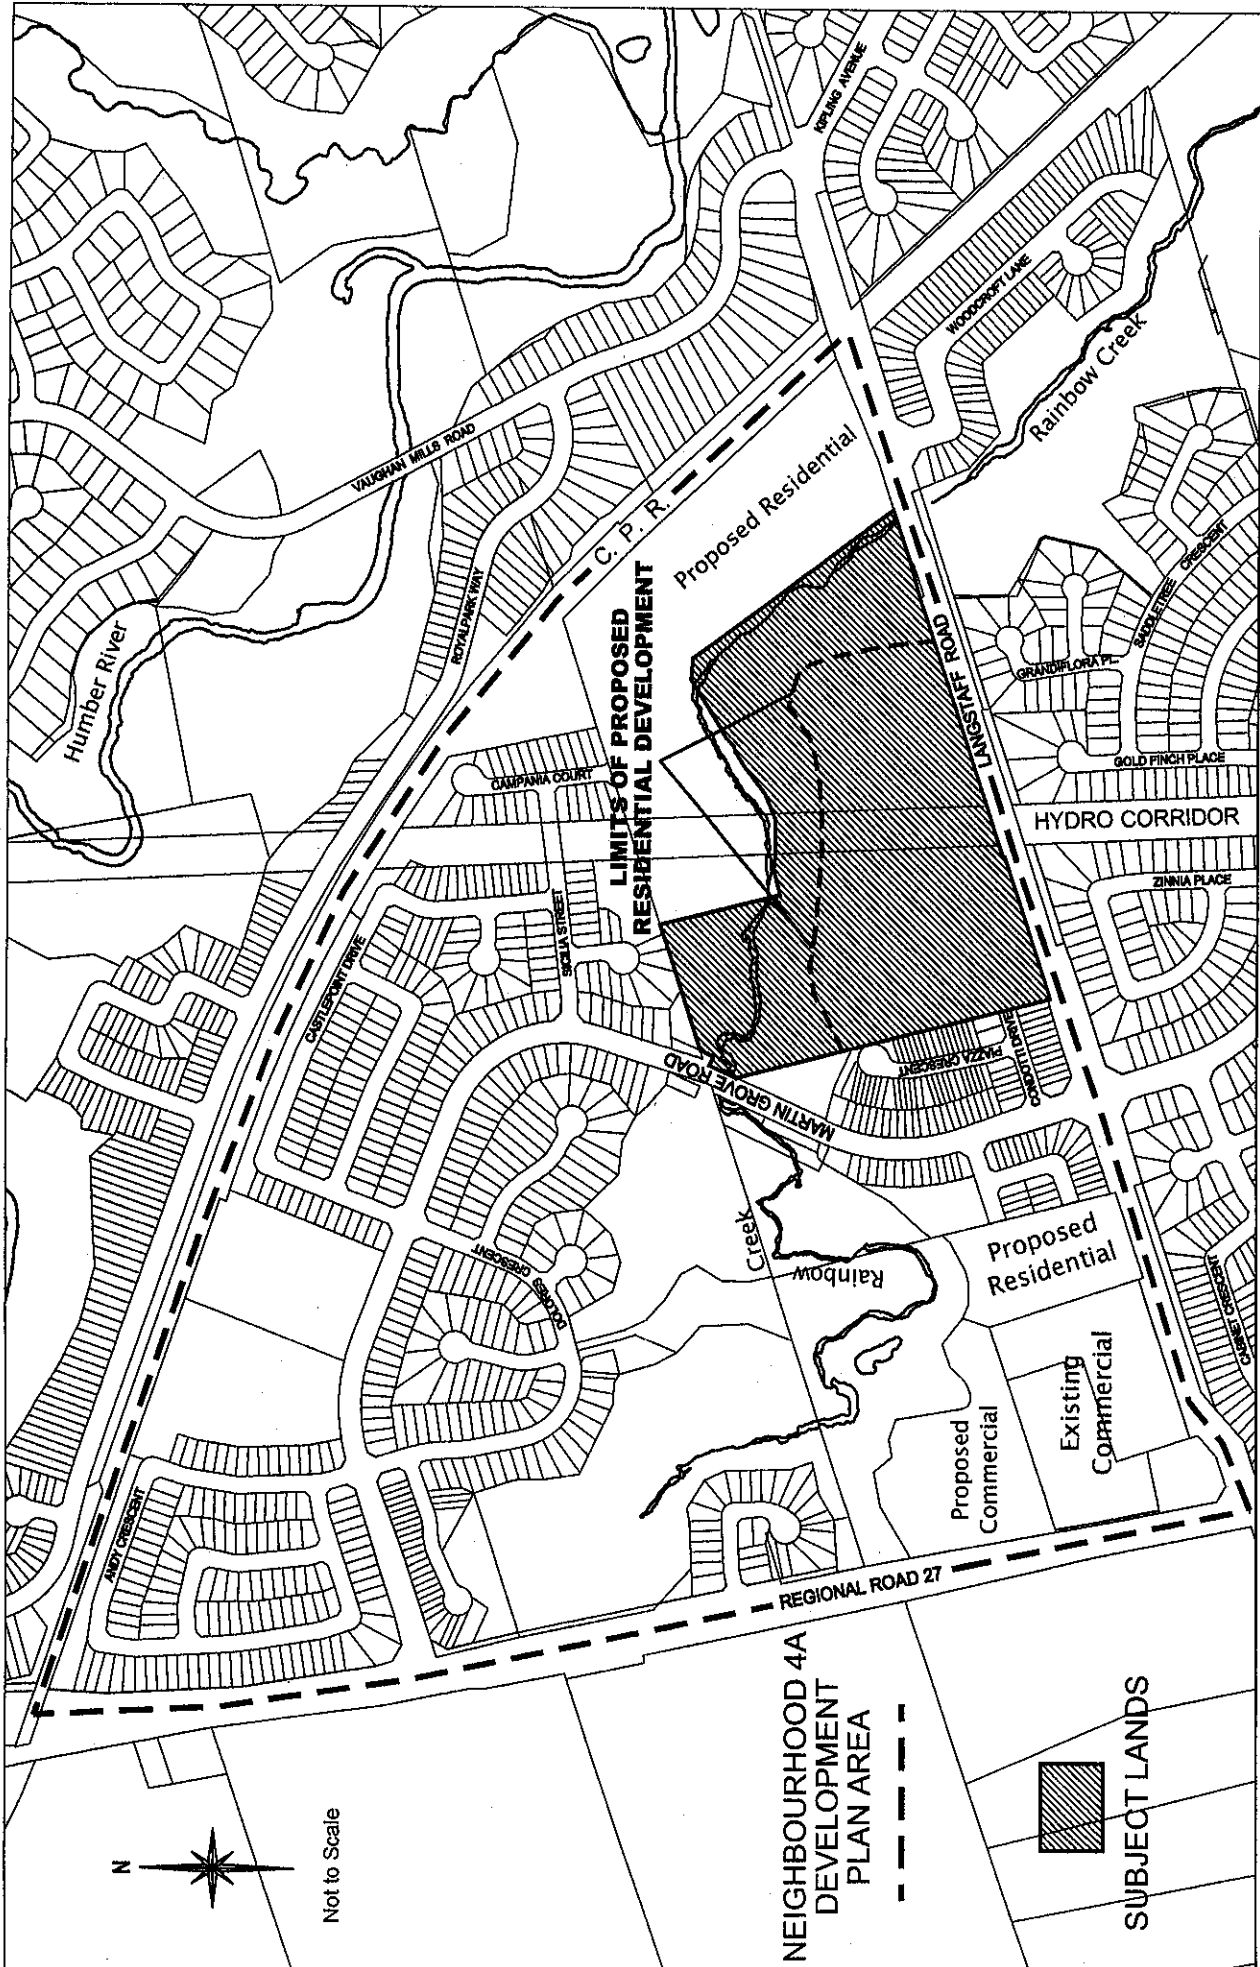 Humber River
VAUGHAN MILLS ROAD
KIPLING AVENUE
ROYALPARK WAY
C. P. R.
WOODCROFT LANE
Rainbow Creek
Proposed Residential
LIMITS OF PROPOSED
RESIDENTIAL DEVELOPMENT
CAMPANIA COURT
SICILIA STREET
CASTLEPOINT DRIVE
LANGSTAFF ROAD
GRANDIFLORA PL.
SADDLETREE CRESCENT
GOLD FINCH PLACE
HYDRO CORRIDOR
ZINNIA PLACE
MARTIN GROVE ROAD
PIAZZA CRESCENT
CONDOTTI DRIVE
DOLORES CRESCENT
Rainbow
Creek
Proposed
Residential
CABINET CRESCENT
Existing
Commercial
Proposed
Commercial
ANDY CRESCENT
REGIONAL ROAD 27
N
Not to Scale
NEIGHBOURHOOD 4A
DEVELOPMENT
PLAN AREA
SUBJECT LANDS